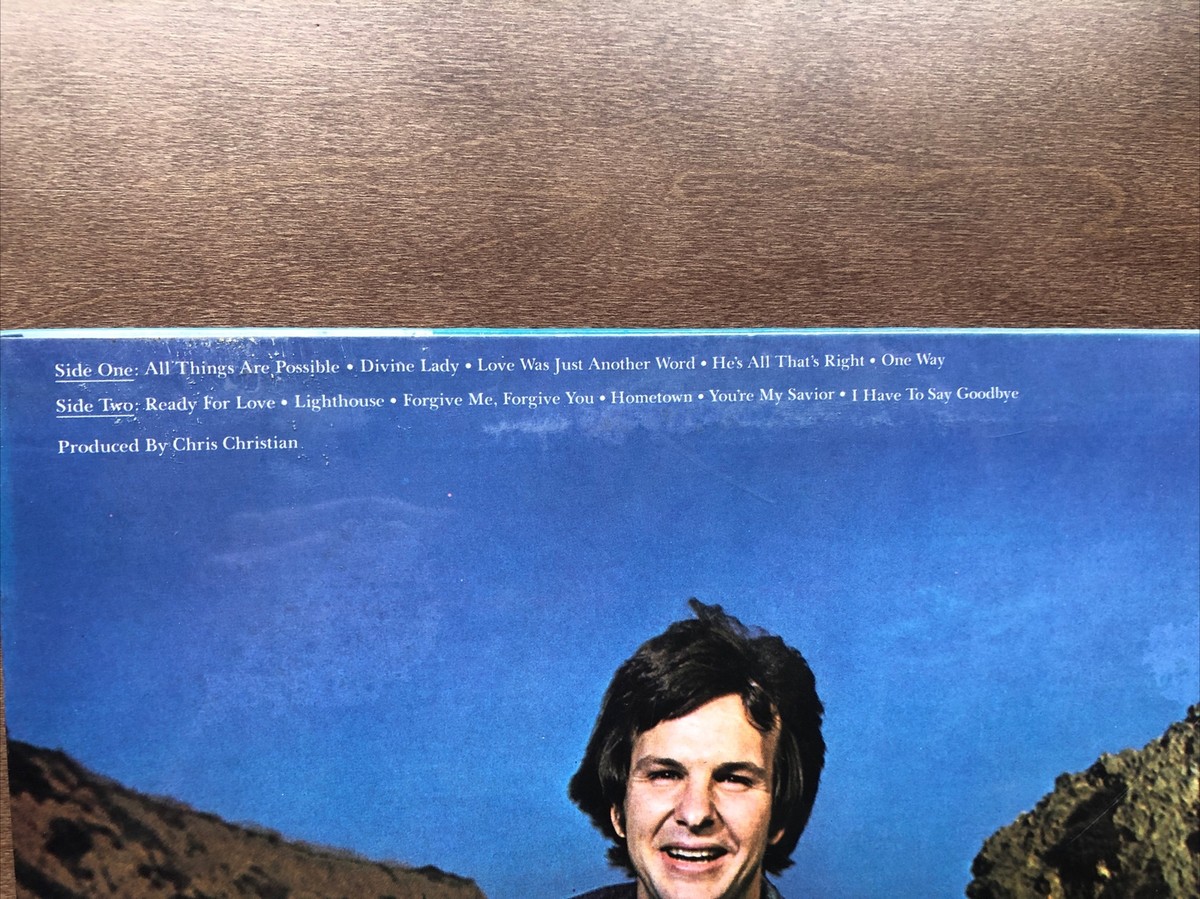 Side One: All Things Are Possible • Divine Lady • Love Was Just Another Word • He's All That's Right • One Way
Side Two: Ready For Love • Lighthouse • Forgive Me, Forgive You • Hometown • You're My Savior • I Have To Say Goodbye
Produced By Chris Christian